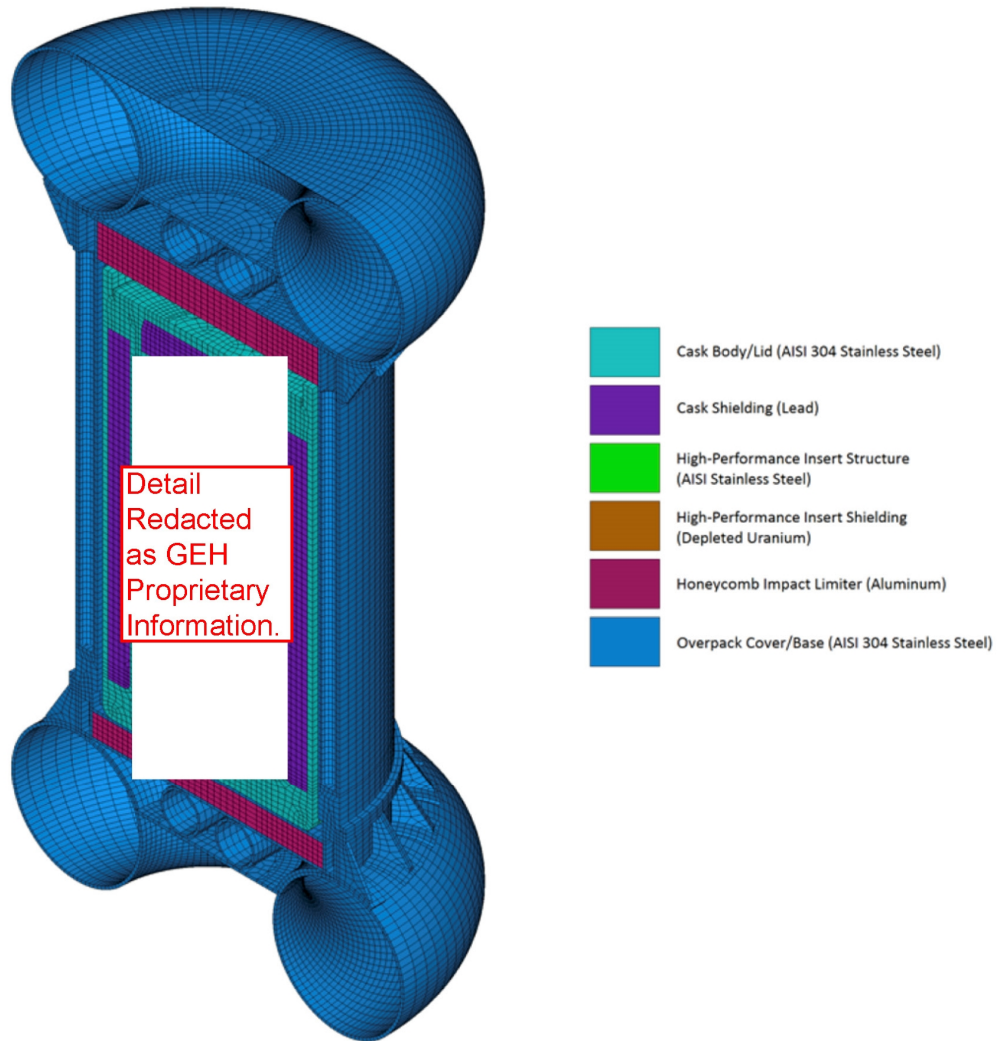 Detail
Redacted
as GEH
Proprietary
Information.
Cask Body/Lid (AISI 304 Stainless Steel)
Cask Shielding (Lead)
High-Performance Insert Structure
(AISI Stainless Steel)
High-Performance Insert Shielding
(Depleted Uranium)
Honeycomb Impact Limiter (Aluminum)
Overpack Cover/Base (AISI 304 Stainless Steel)